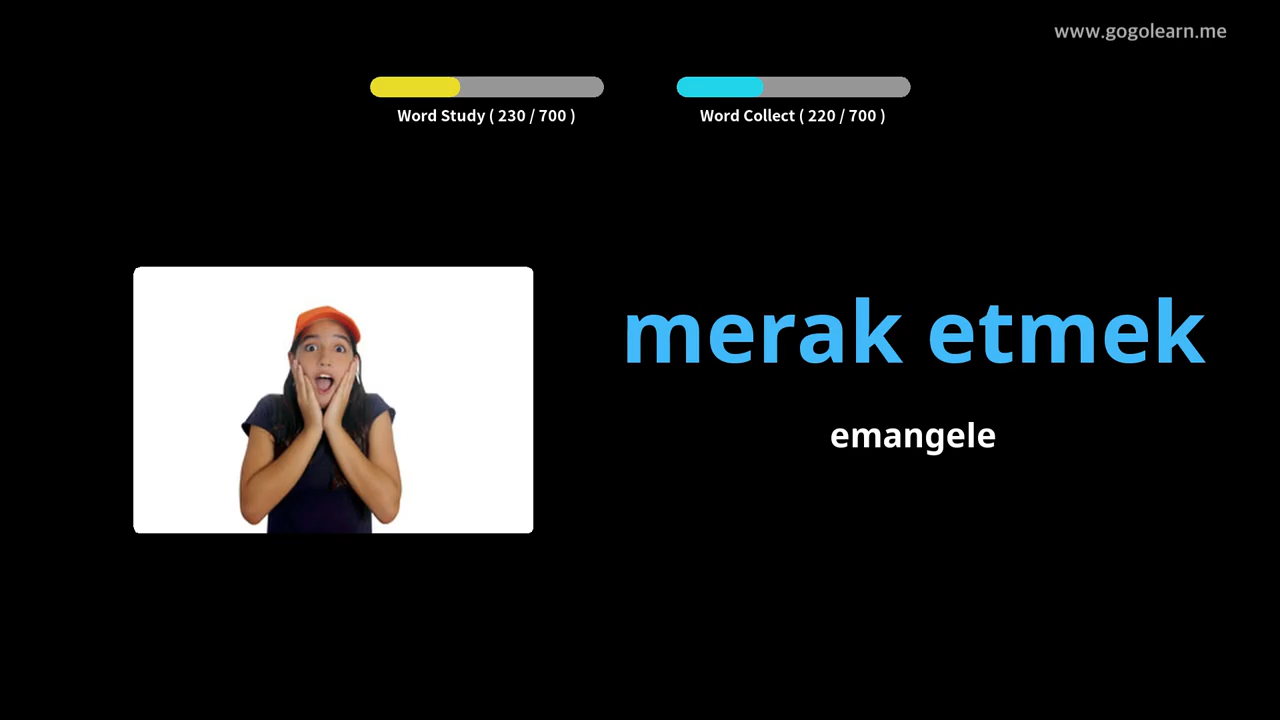 www.gogolearn.me
Word Study ( 230 / 700 )
Word Collect ( 220 / 700 )
merak etmek
emangele